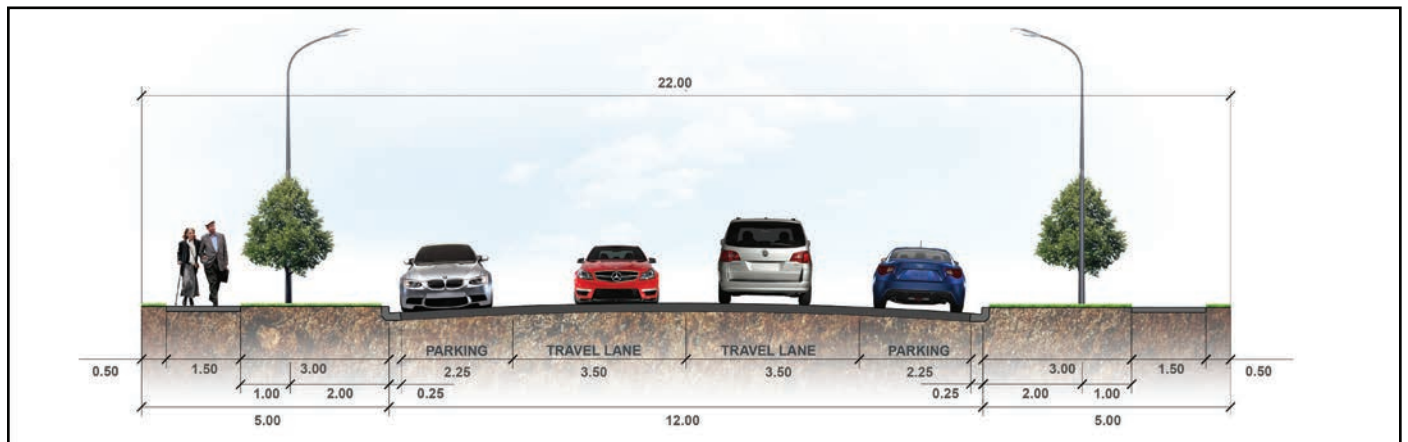 22.00
PARKING TRAVEL LANE TRAVEL LANE PARKING
0.50 1.50 3.00 2.25 3.50 3.50 2.25 3.00 1.50 0.50
1.00 2.00 0.25 0.25 2.00 1.00
5.00 12.00 5.00